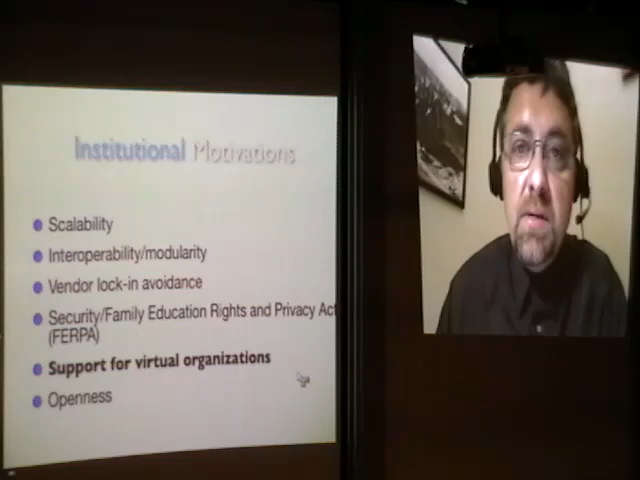 Institutional Motivations
Scalability
Interoperability/modularity
Vendor lock-in avoidance
Security/Family Education Rights and Privacy Act
(FERPA)
Support for virtual organizations
Openness